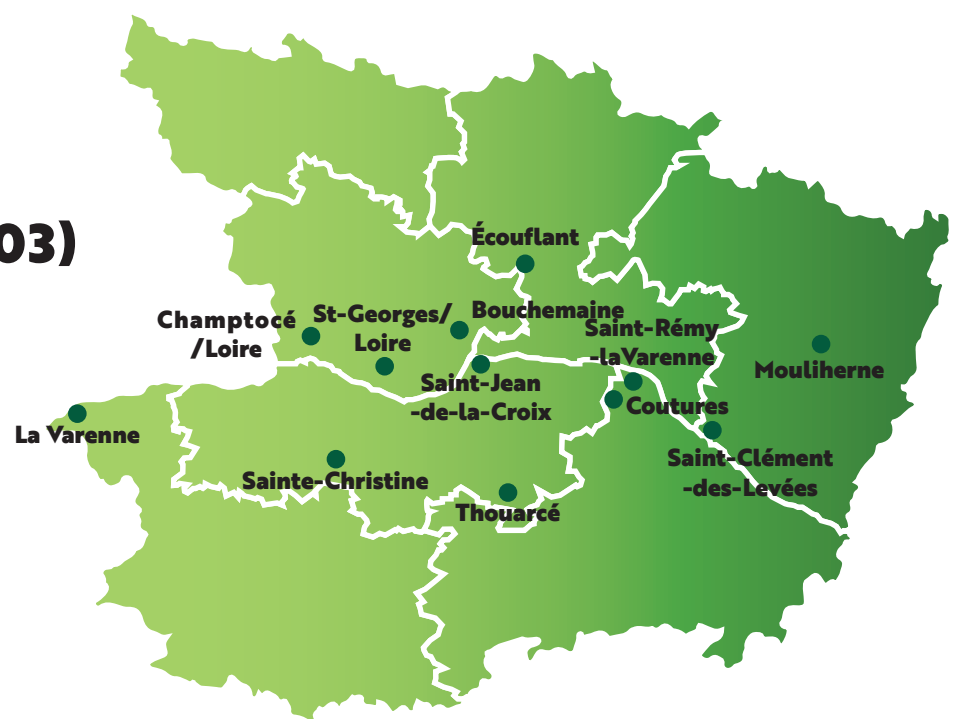 03)
Écouflant
Champtocé
/Loire
St-Georges/
Loire
Bouchemaine
Saint-Rémy
-laVarenne
Saint-Jean
-de-la-Croix
Mouliherne
Coutures
La Varenne
Saint-Clément
-des-Levées
Sainte-Christine
Thouarcé